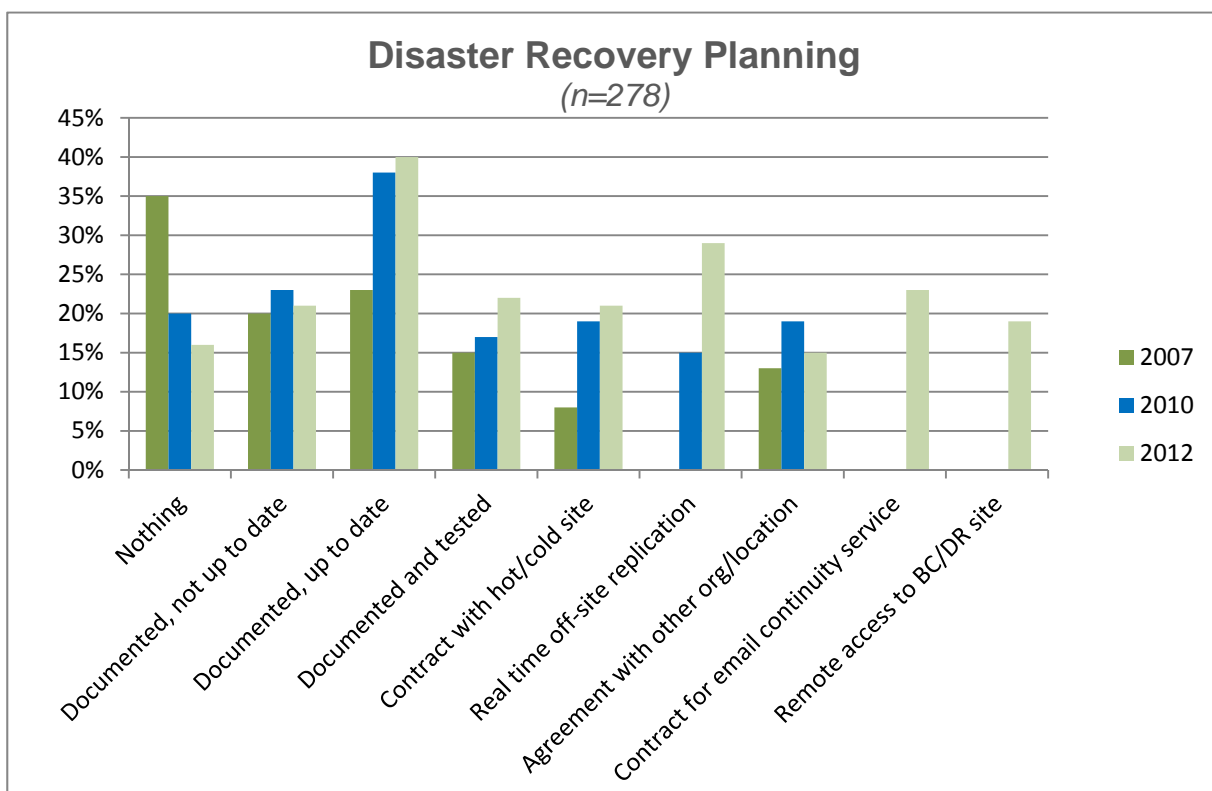 Disaster Recovery Planning
(n=278)
45%
40%
35%
30%
25%
20%
15%
10%
5%
0%
Nothing
Documented, not up to date
Documented, up to date
Documented and tested
Contract with hot/cold site
Real time off-site replication
Agreement with other org/location
Contract for email continuity service
Remote access to BC/DR site
2007
2010
2012